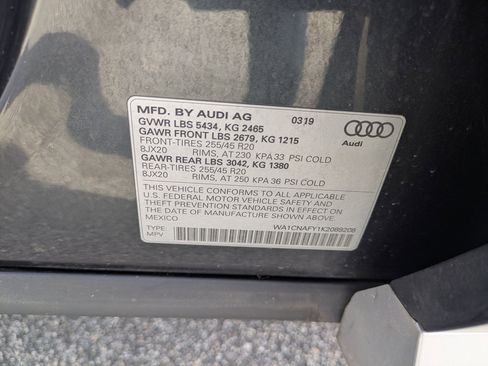 MFD. BY AUDI AG 03/19
GVWR LBS 5434, KG 2465
GAWR FRONT LBS 2679, KG 1215
FRONT-TIRES 255/45 R20
8JX20 RIMS, AT 230 KPA 33 PSI COLD
GAWR REAR LBS 3042, KG 1380
REAR-TIRES 255/45 R20
8JX20 RIMS, AT 250 KPA 36 PSI COLD
THIS VEHICLE CONFORMS TO ALL APPLICABLE
U.S. FEDERAL MOTOR VEHICLE SAFETY AND
THEFT PREVENTION STANDARDS IN EFFECT ON
THE DATE OF MANUFACTURE SHOWN ABOVE
MEXICO
TYPE: WA1CNAFY1K2089208
MPV
Audi